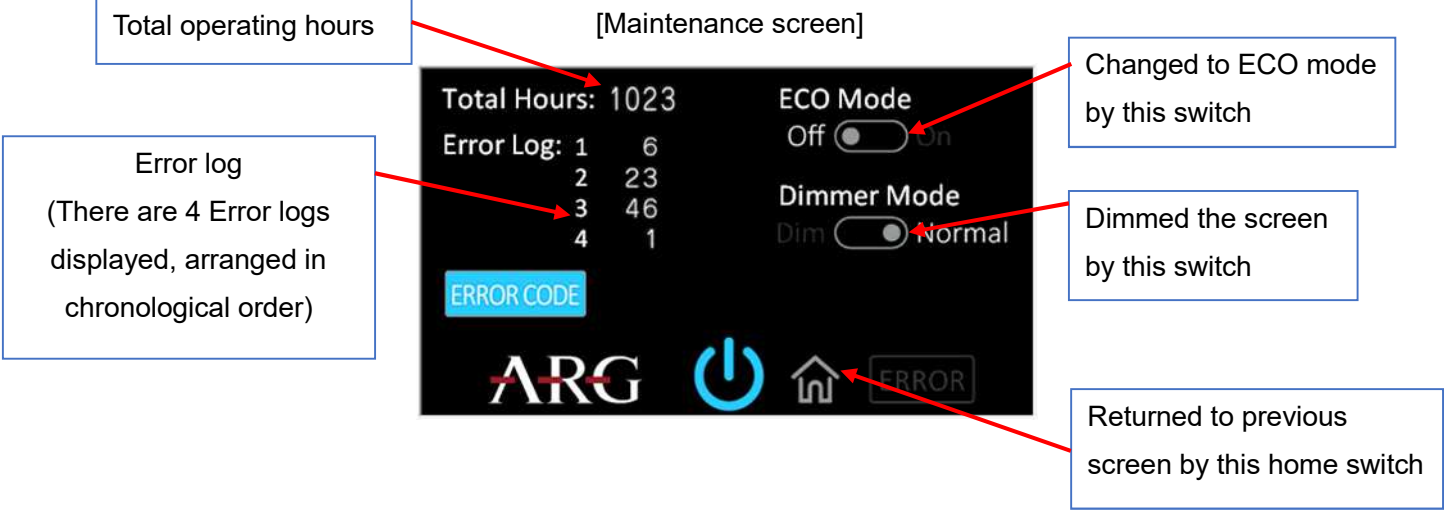 Total operating hours
[Maintenance screen]
Changed to ECO mode
by this switch
Total Hours: 1023
ECO Mode
Off On
Error Log: 1 6
2 23
3 46
4 1
Error log
(There are 4 Error logs
displayed, arranged in
chronological order)
Dimmer Mode
Dim Normal
Dimmed the screen
by this switch
ERROR CODE
ARG
ERROR
Returned to previous
screen by this home switch